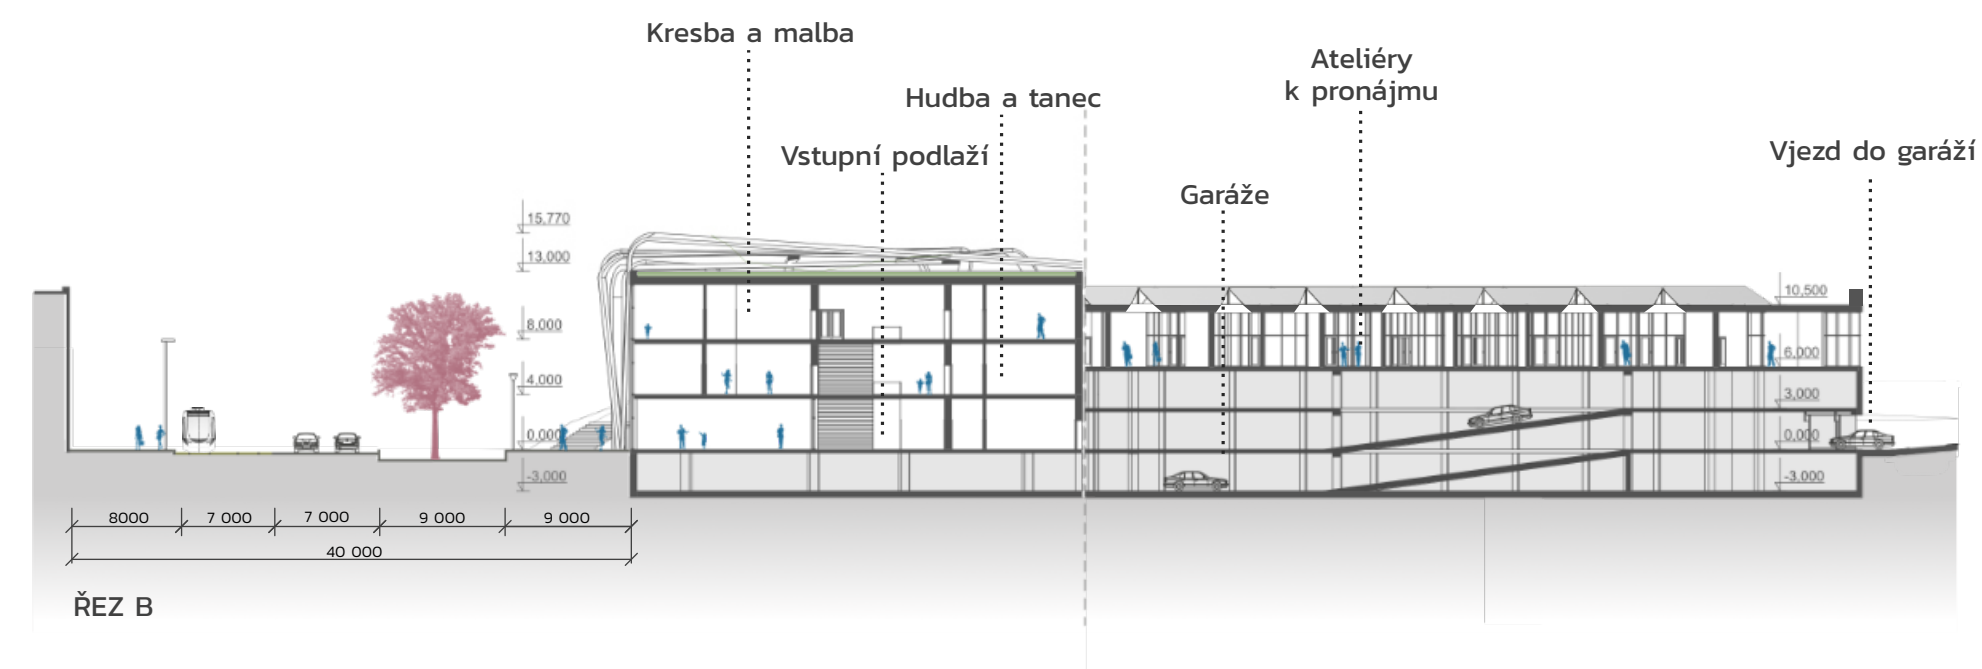 Kresba a malba
Ateliéry
k pronájmu
Hudba a tanec
Vstupní podlaží
Vjezd do garáží
Garáže
15,770
13,000
8,000
4,000
0,000
-3,000
10,500
6,000
3,000
0,000
-3,000
8000
7 000
7 000
9 000
9 000
40 000
ŘEZ B